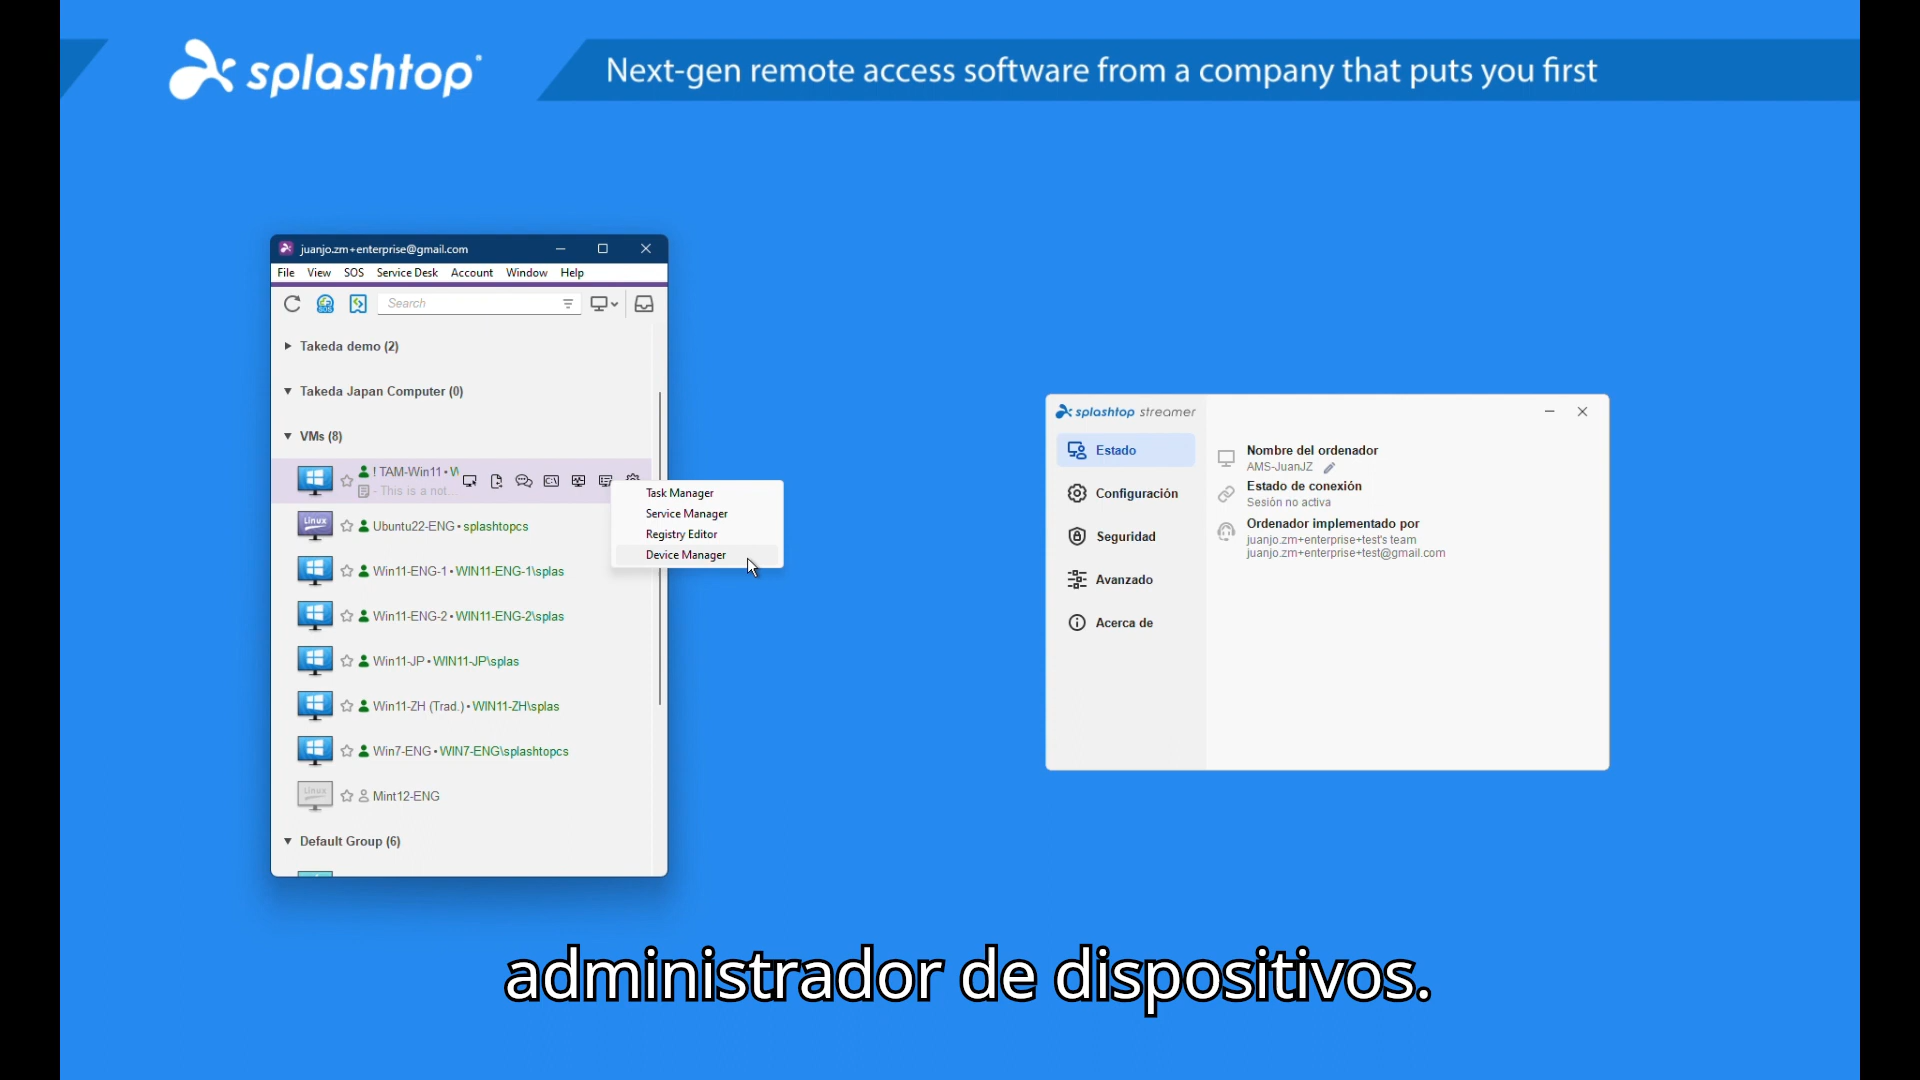 splashtop
Next-gen remote access software from a company that puts you first
juanjo.zm+enterprise@gmail.com
File View SOS Service Desk Account Window Help
Search
Takeda demo (2)
Takeda Japan Computer (0)
VMs (8)
! TAM-Win11 • W
- This is a not...
Task Manager
Service Manager
Registry Editor
Device Manager
Linux
Ubuntu22-ENG • splashtopcs
Win11-ENG-1 • WIN11-ENG-1\splas
Win11-ENG-2 • WIN11-ENG-2\splas
Win11-JP • WIN11-JP\splas
Win11-ZH (Trad.) • WIN11-ZH\splas
Win7-ENG • WIN7-ENG\splashtopcs
Linux
Mint12-ENG
Default Group (6)
splashtop streamer
Estado
Configuración
Seguridad
Avanzado
Acerca de
Nombre del ordenador
AMS-JuanJZ
Estado de conexión
Sesión no activa
Ordenador implementado por
juanjo.zm+enterprise+test's team
juanjo.zm+enterprise+test@gmail.com
administrador de dispositivos.